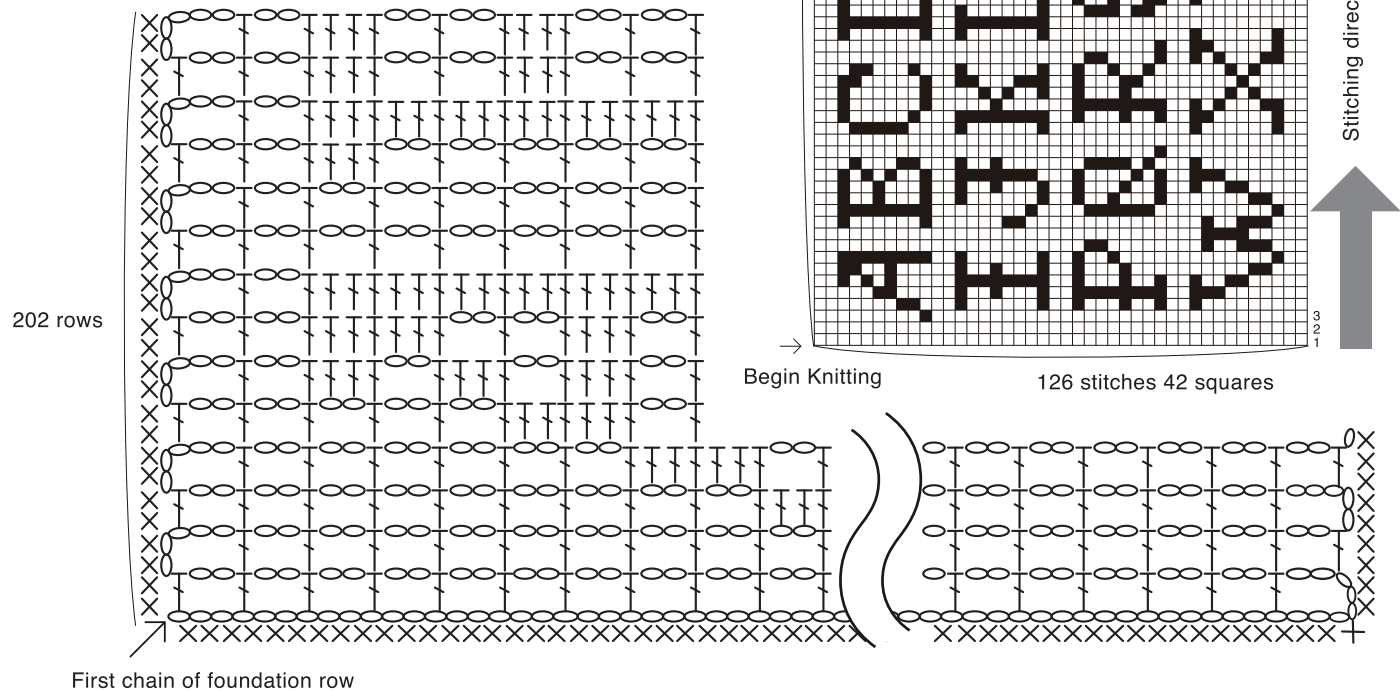 Stitching direc
3
2
1
202 rows
Begin Knitting
126 stitches 42 squares
First chain of foundation row